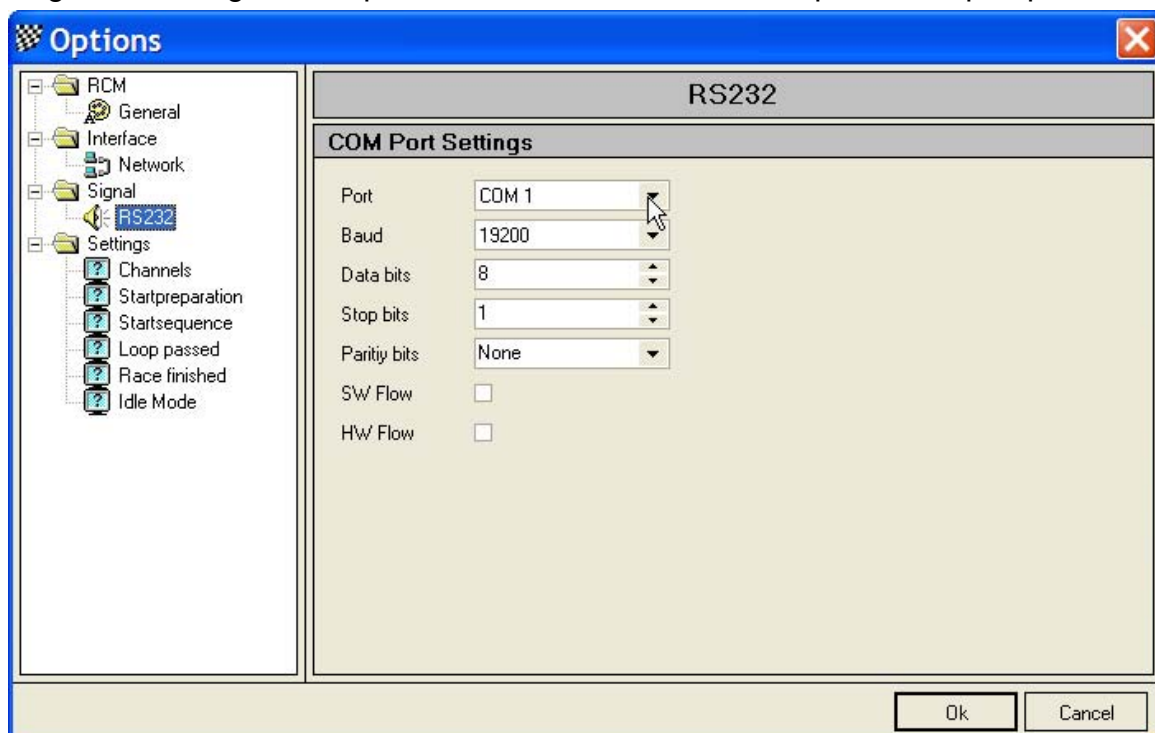 Options
RCM
General
Interface
Network
Signal
RS232
Settings
Channels
Startpreparation
Startsequence
Loop passed
Race finished
Idle Mode
RS232
COM Port Settings
Port COM 1
Baud 19200
Data bits 8
Stop bits 1
Paritiy bits None
SW Flow
HW Flow
Ok Cancel